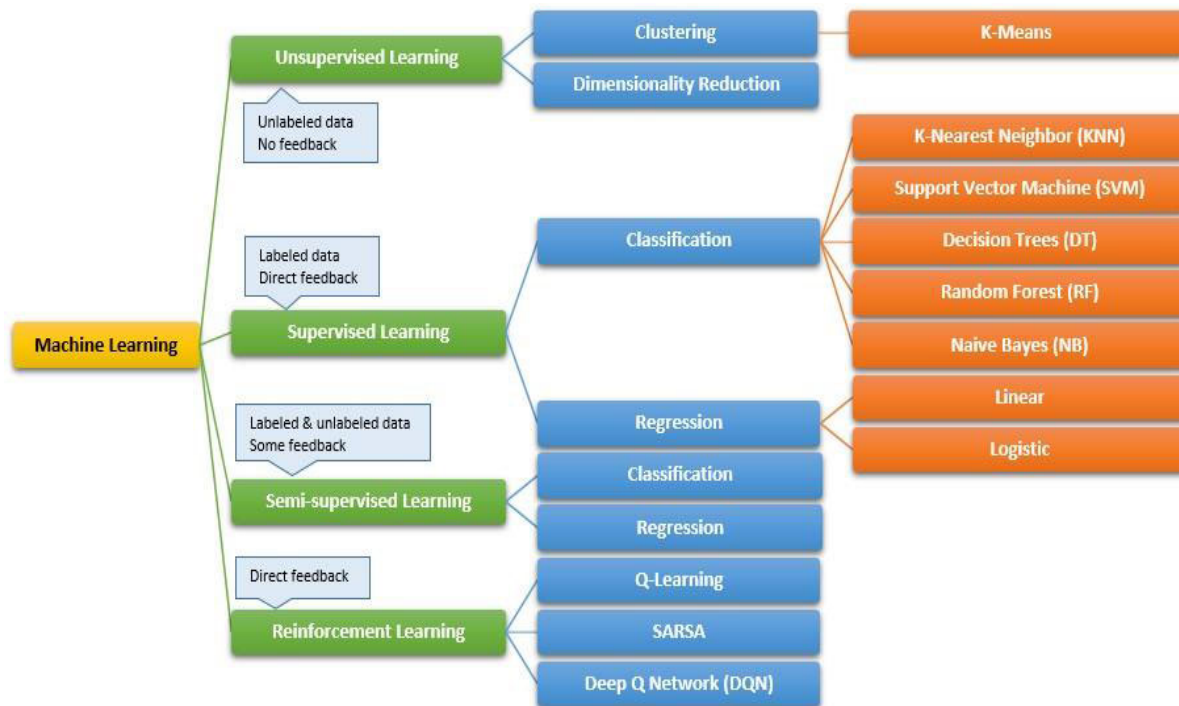 Machine Learning
Unsupervised Learning
Unlabeled data
No feedback
Clustering
K-Means
Dimensionality Reduction
Labeled data
Direct feedback
Supervised Learning
Classification
K-Nearest Neighbor (KNN)
Support Vector Machine (SVM)
Decision Trees (DT)
Random Forest (RF)
Naive Bayes (NB)
Regression
Linear
Logistic
Labeled & unlabeled data
Some feedback
Semi-supervised Learning
Classification
Regression
Direct feedback
Reinforcement Learning
Q-Learning
SARSA
Deep Q Network (DQN)